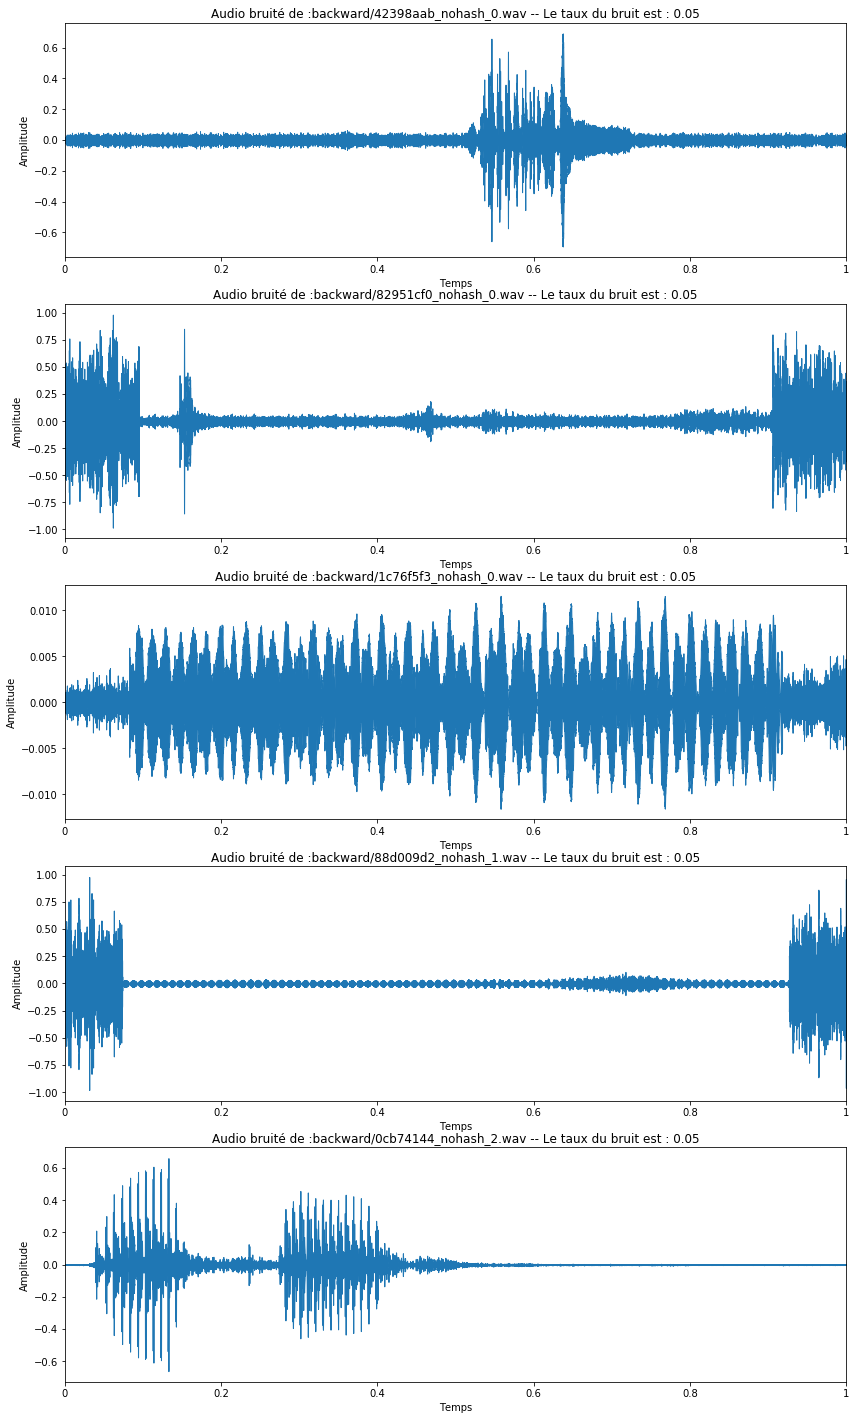 Audio bruité de :backward/42398aab_nohash_0.wav -- Le taux du bruit est : 0.05
0.6
0.4
0.2
0.0
−0.2
−0.4
−0.6
Amplitude
0 0.2 0.4 0.6 0.8 1
Temps
Audio bruité de :backward/82951cf0_nohash_0.wav -- Le taux du bruit est : 0.05
1.00
0.75
0.50
0.25
0.00
−0.25
−0.50
−0.75
−1.00
Amplitude
0 0.2 0.4 0.6 0.8 1
Temps
Audio bruité de :backward/1c76f5f3_nohash_0.wav -- Le taux du bruit est : 0.05
0.010
0.005
0.000
−0.005
−0.010
Amplitude
0 0.2 0.4 0.6 0.8 1
Temps
Audio bruité de :backward/88d009d2_nohash_1.wav -- Le taux du bruit est : 0.05
1.00
0.75
0.50
0.25
0.00
−0.25
−0.50
−0.75
−1.00
Amplitude
0 0.2 0.4 0.6 0.8 1
Temps
Audio bruité de :backward/0cb74144_nohash_2.wav -- Le taux du bruit est : 0.05
0.6
0.4
0.2
0.0
−0.2
−0.4
−0.6
Amplitude
0 0.2 0.4 0.6 0.8 1
Temps